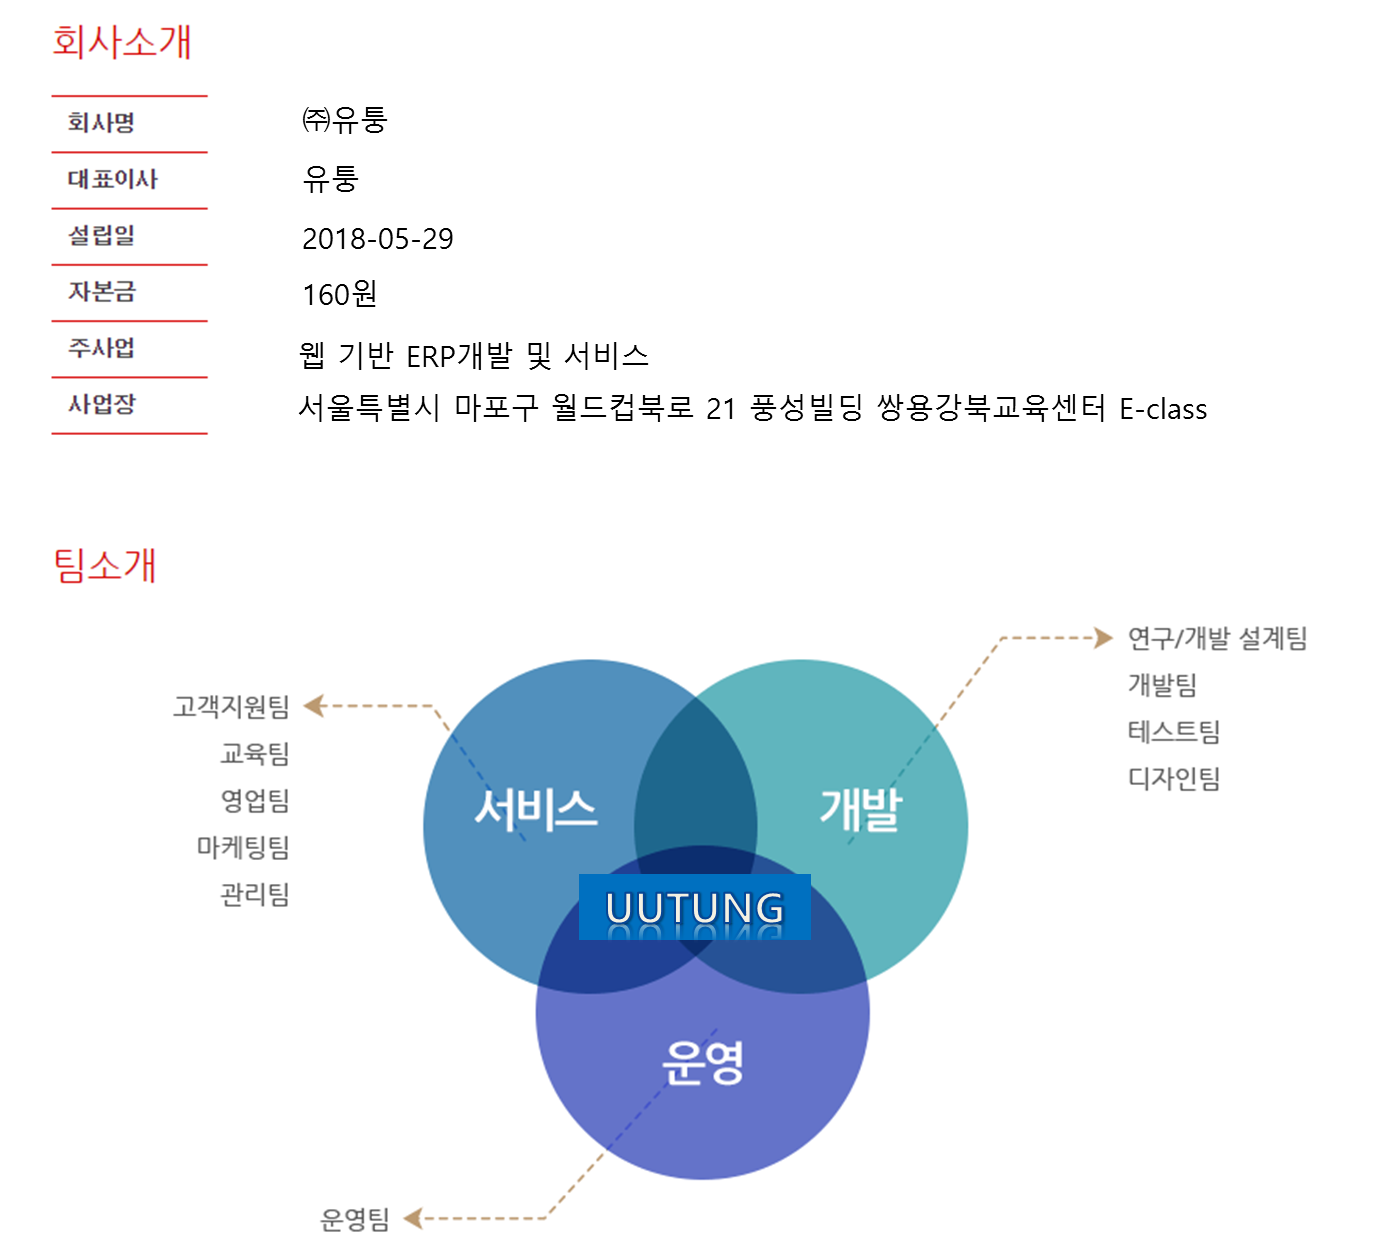 회사소개
회사명 ㈜유퉁
대표이사 유퉁
설립일 2018-05-29
자본금 160원
주사업 웹 기반 ERP개발 및 서비스
사업장 서울특별시 마포구 월드컵북로 21 풍성빌딩 쌍용강북교육센터 E-class
팀소개
고객지원팀
교육팀
영업팀
마케팅팀
관리팀
서비스
개발
연구/개발 설계팀
개발팀
테스트팀
디자인팀
UUTUNG
운영
운영팀